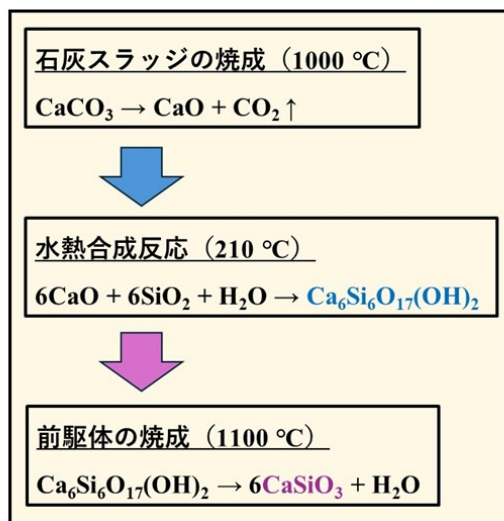 石灰スラッジの焼成（1000 ℃）
CaCO₃ → CaO + CO₂ ↑
水熱合成反応（210 ℃）
6CaO + 6SiO₂ + H₂O → Ca₆Si₆O₁₇(OH)₂
前駆体の焼成（1100 ℃）
Ca₆Si₆O₁₇(OH)₂ → 6CaSiO₃ + H₂O